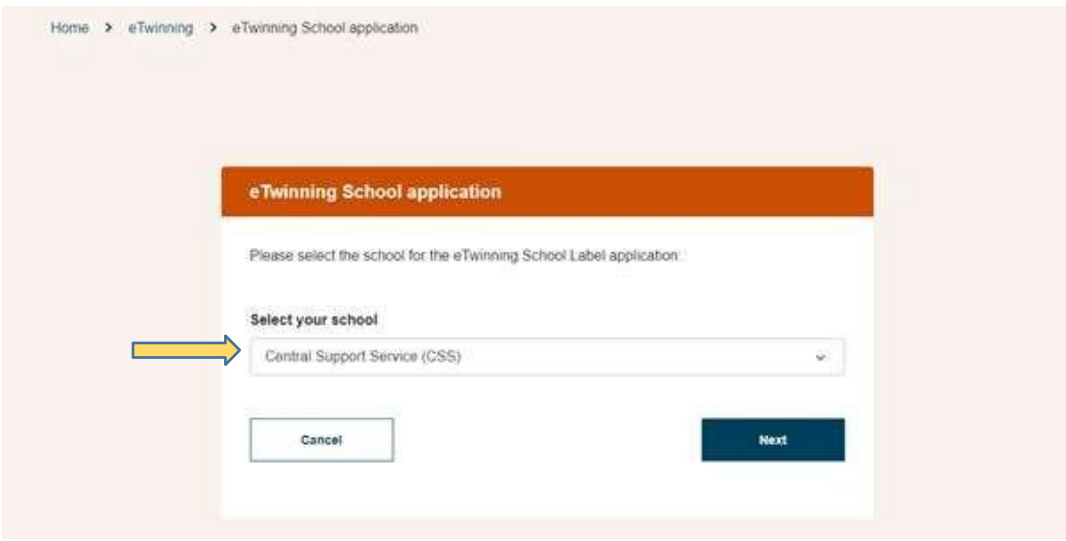 Home > eTwinning > eTwinning School application
eTwinning School application
Please select the school for the eTwinning School Label application:
Select your school
Central Support Service (CSS)
Cancel
Next